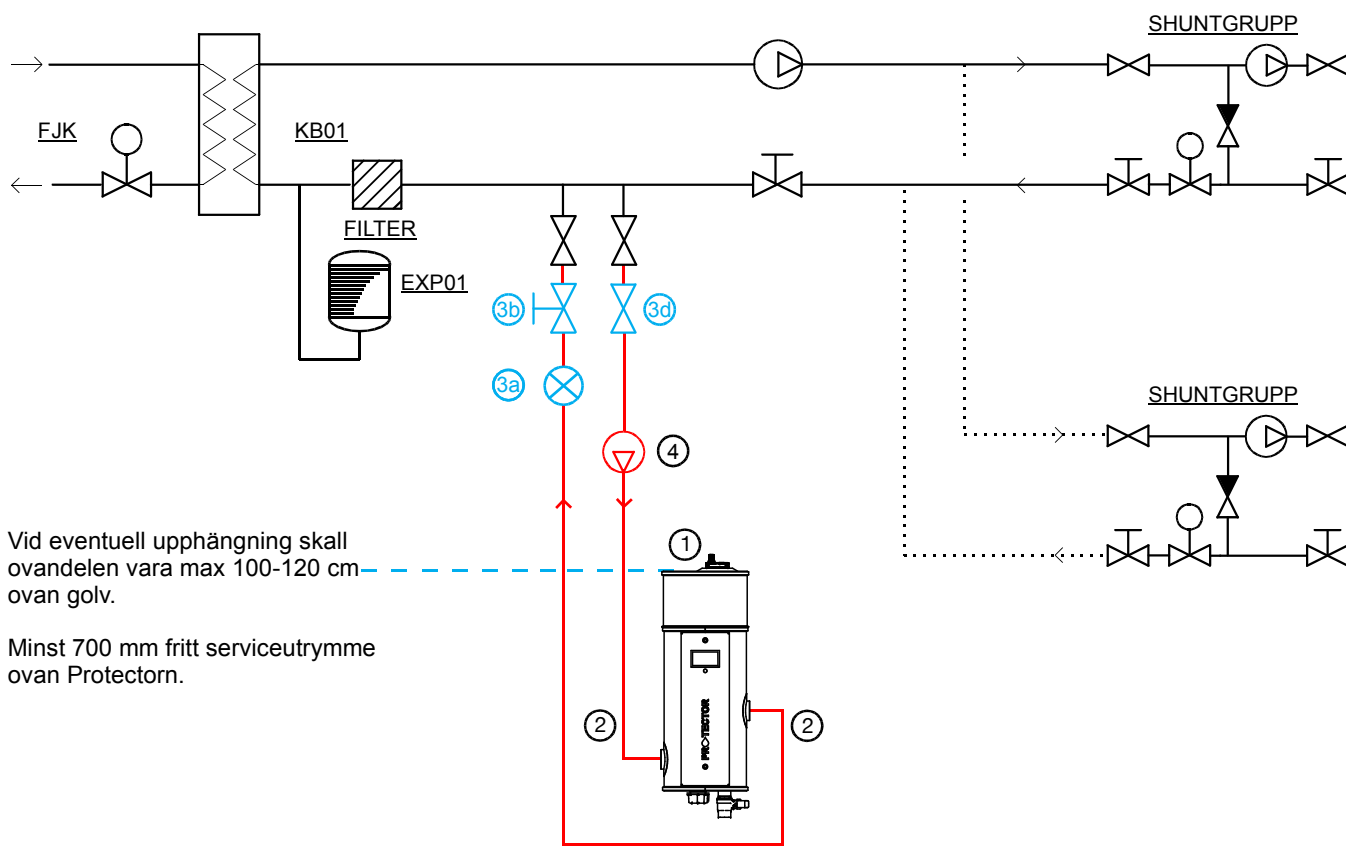 SHUNTGRUPP
FJK
KB01
FILTER
EXP01
3b
3d
3a
SHUNTGRUPP
4
Vid eventuell upphängning skall
ovandelen vara max 100-120 cm
ovan golv.
1
Minst 700 mm fritt serviceutrymme
ovan Protectorn.
2
2
PROTECTOR